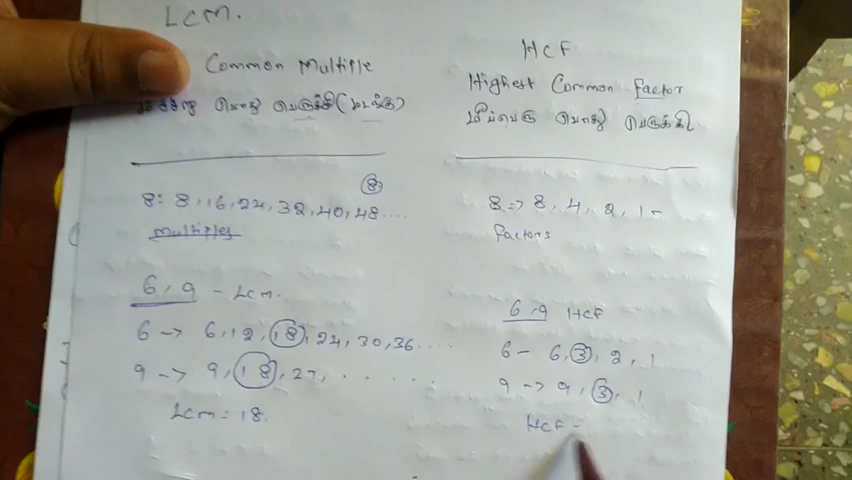 LCM.
Common Multiple
பொது பெருக்கி (மடங்கு)
8: 8, 16, 24, 32, 40, 48 ....
8
Multiples
6, 9 - LCM.
6 -> 6, 12, 18, 24, 30, 36 ....
9 -> 9, 18, 27, . . . . .
LCM = 18.
HCF
Highest Common Factor
மீப்பெரு பொது பெருக்கி
8 => 8, 4, 2, 1 -
factors
6, 9 HCF
6 - 6, 3, 2, 1
9 -> 9, 3, 1
HCF =